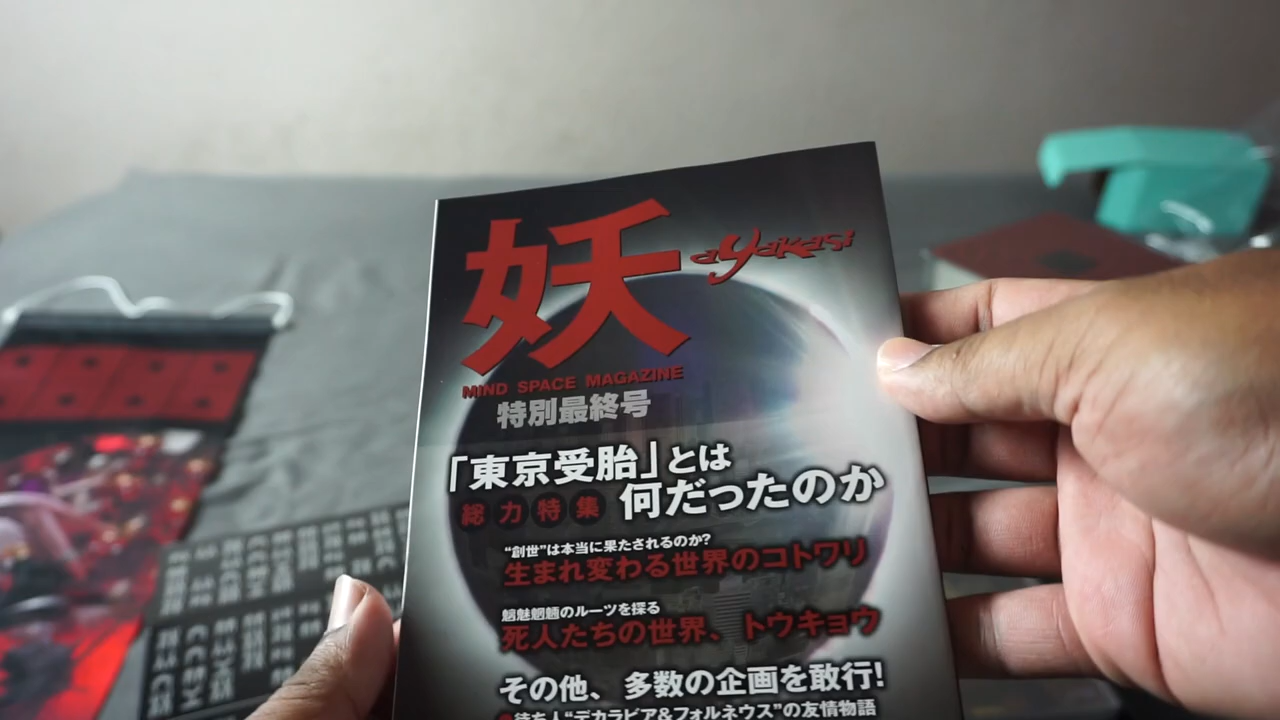 妖 ayakasi
MIND SPACE MAGAZINE
特別最終号
「東京受胎」とは
総力特集 何だったのか
“創世”は本当に果たされるのか?
生まれ変わる世界のコトワリ
魑魅魍魎のルーツを探る
死人たちの世界、トウキョウ
その他、多数の企画を敢行!
待ち人“デカラビア&フォルネウス”の友情物語